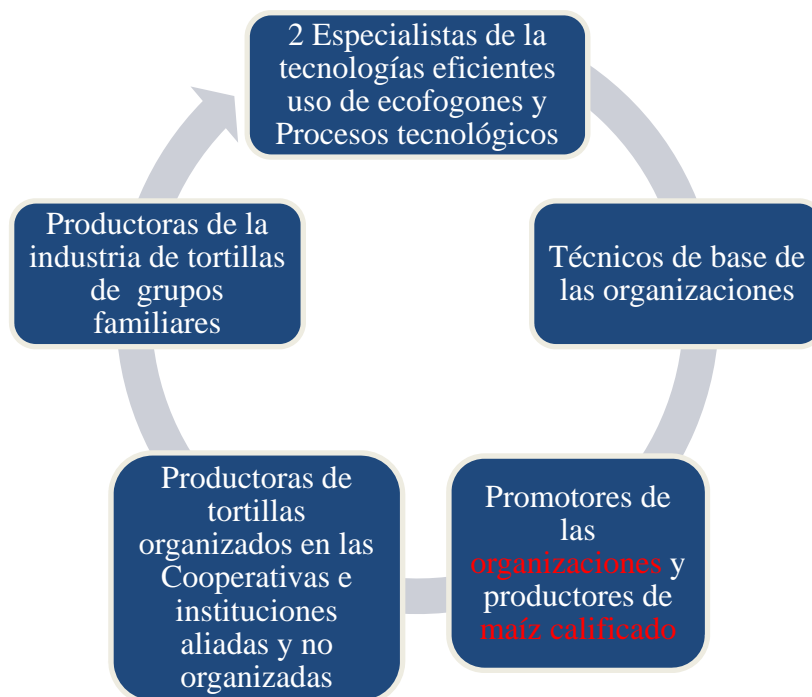 2 Especialistas de la
tecnologías eficientes
uso de ecofogones y
Procesos tecnológicos
Técnicos de base de
las organizaciones
Promotores de
las
organizaciones y
productores de
maíz calificado
Productoras de
tortillas
organizados en las
Cooperativas e
instituciones
aliadas y no
organizadas
Productoras de la
industria de tortillas
de grupos
familiares